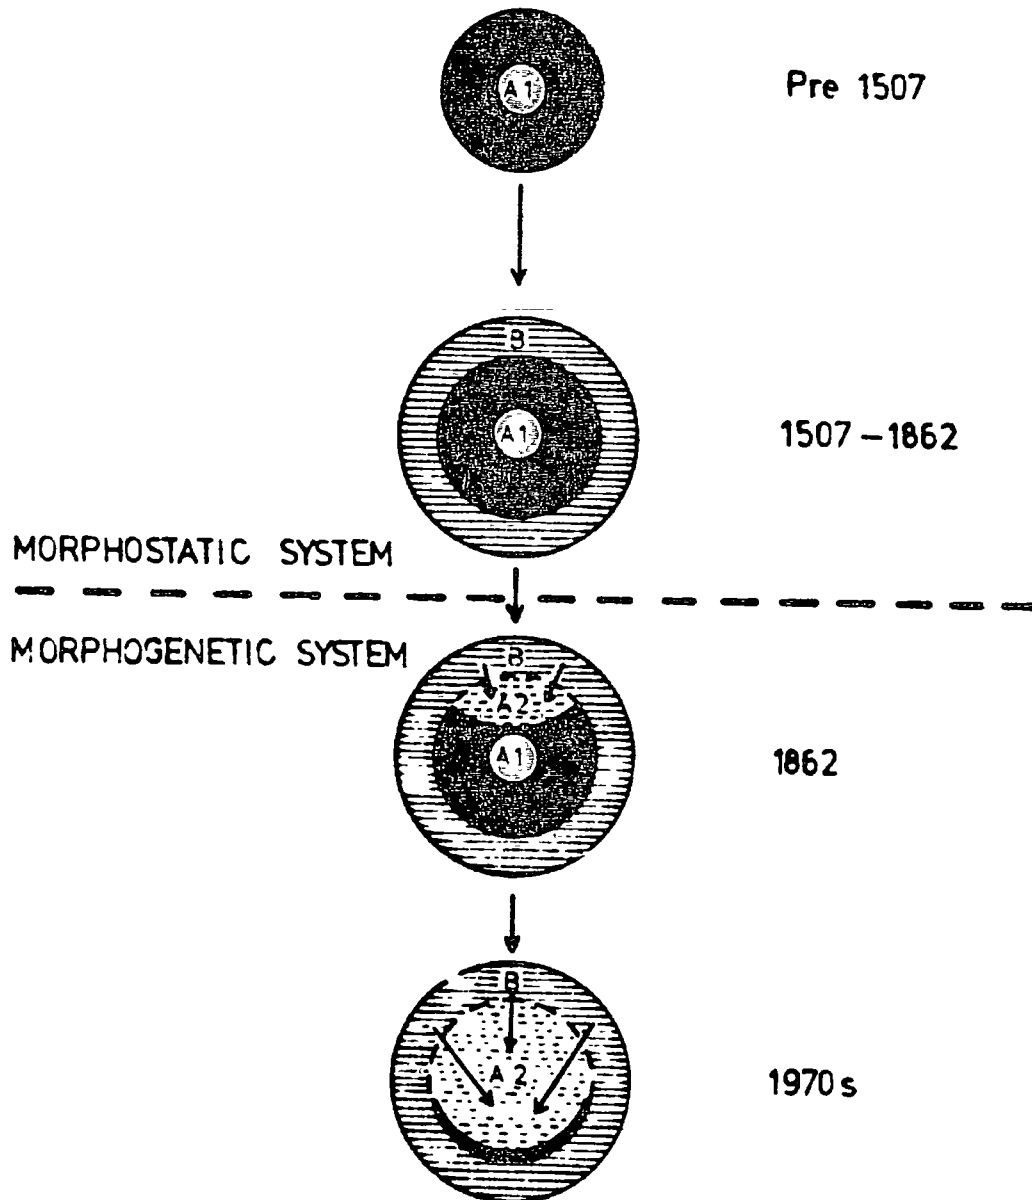 A1
Pre 1507
B
A1
1507 – 1862
MORPHOSTATIC SYSTEM
MORPHOGENETIC SYSTEM
B
A2
A1
1862
B
A2
1970s